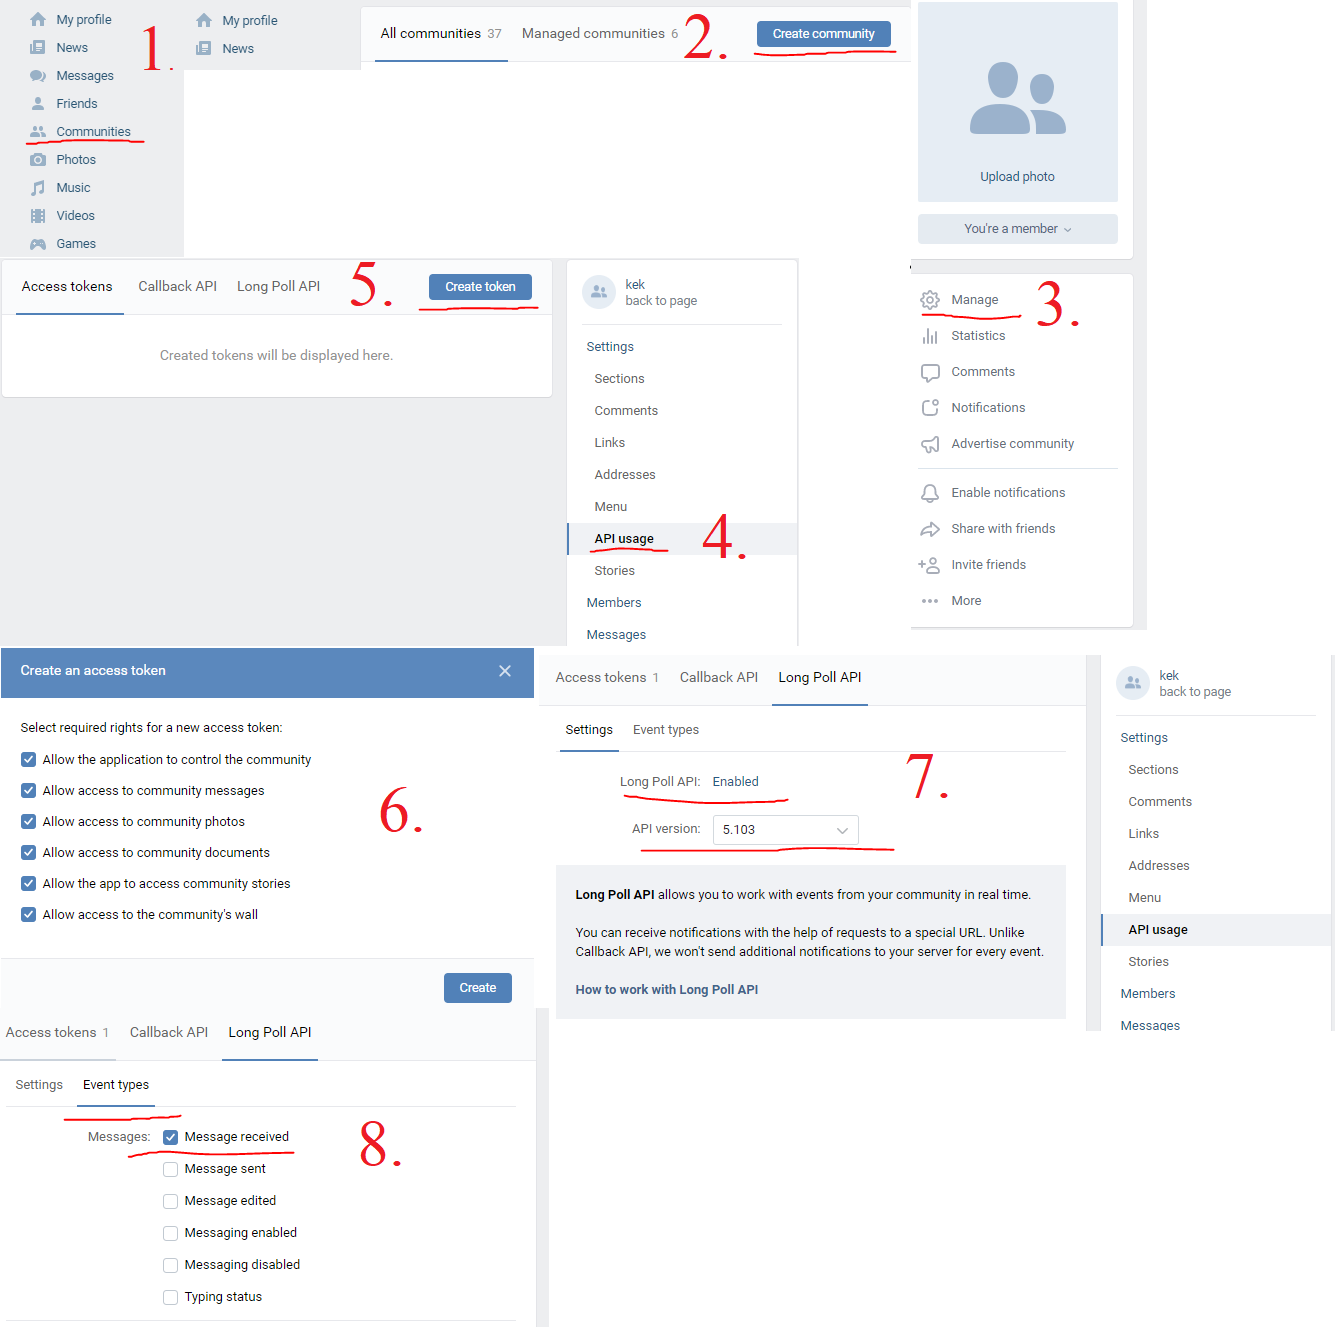 My profile
News
Messages
Friends
Communities
Photos
Music
Videos
Games
1.
My profile
News
All communities 37 Managed communities 6 2. Create community
Upload photo
You're a member
Manage 3.
Statistics
Comments
Notifications
Advertise community
Enable notifications
Share with friends
Invite friends
More
Access tokens Callback API Long Poll API 5. Create token
Created tokens will be displayed here.
kek
back to page
Settings
Sections
Comments
Links
Addresses
Menu
API usage 4.
Stories
Members
Messages
Create an access token
Select required rights for a new access token:
Allow the application to control the community
Allow access to community messages
Allow access to community photos
Allow access to community documents
Allow the app to access community stories
Allow access to the community's wall
6.
Create
Access tokens 1 Callback API Long Poll API
Settings Event types
Long Poll API: Enabled 7.
API version: 5.103
Long Poll API allows you to work with events from your community in real time.
You can receive notifications with the help of requests to a special URL. Unlike
Callback API, we won't send additional notifications to your server for every event.
How to work with Long Poll API
kek
back to page
Settings
Sections
Comments
Links
Addresses
Menu
API usage
Stories
Members
Messages
Access tokens 1 Callback API Long Poll API
Settings Event types
Messages: Message received 8.
Message sent
Message edited
Messaging enabled
Messaging disabled
Typing status